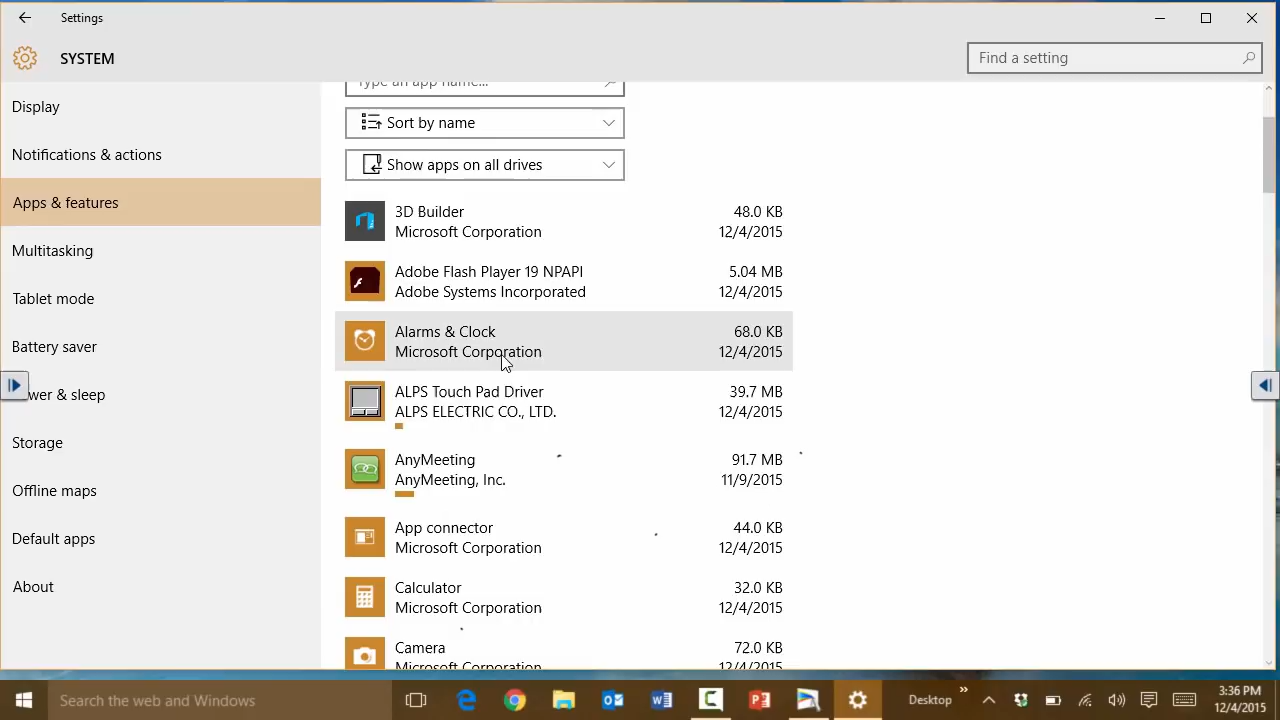 Settings
SYSTEM
Find a setting
Display
Notifications & actions
Apps & features
Multitasking
Tablet mode
Battery saver
wer & sleep
Storage
Offline maps
Default apps
About
Type an app name...
Sort by name
Show apps on all drives
3D Builder 48.0 KB
Microsoft Corporation 12/4/2015
Adobe Flash Player 19 NPAPI 5.04 MB
Adobe Systems Incorporated 12/4/2015
Alarms & Clock 68.0 KB
Microsoft Corporation 12/4/2015
ALPS Touch Pad Driver 39.7 MB
ALPS ELECTRIC CO., LTD. 12/4/2015
AnyMeeting 91.7 MB
AnyMeeting, Inc. 11/9/2015
App connector 44.0 KB
Microsoft Corporation 12/4/2015
Calculator 32.0 KB
Microsoft Corporation 12/4/2015
Camera 72.0 KB
Microsoft Corporation 12/4/2015
Search the web and Windows
Desktop
3:36 PM
12/4/2015